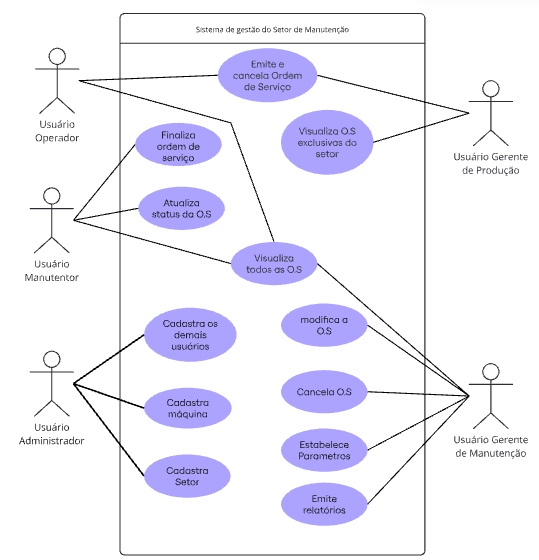 Sistema de gestão do Setor de Manutenção
Emite e
cancela Ordem
de Serviço
Usuário
Operador
Visualiza O.S
exclusivas do
setor
Usuário Gerente
de Produção
Finaliza
ordem de
serviço
Atualiza
status da O.S
Usuário
Manutentor
Visualiza
todos as O.S
Cadastra os
demais
usuários
modifica a
O.S
Cadastra
máquina
Cancela O.S
Usuário
Administrador
Usuário Gerente
de Manutenção
Estabelece
Parametros
Cadastra
Setor
Emite
relatórios